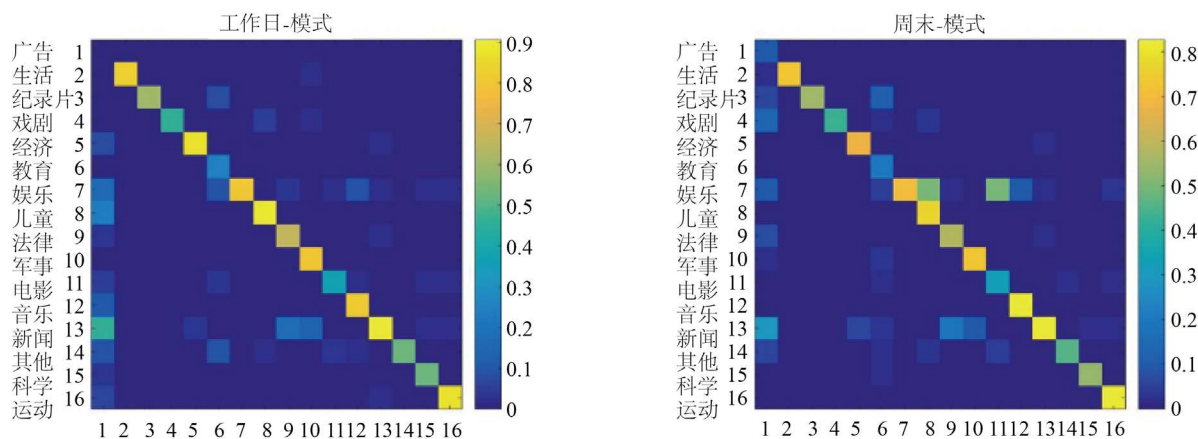 工作日-模式
广告 1
生活 2
纪录片3
戏剧 4
经济 5
教育 6
娱乐 7
儿童 8
法律 9
军事 10
电影 11
音乐 12
新闻 13
其他 14
科学 15
运动 16
1 2 3 4 5 6 7 8 9 10 11 12 13 14 15 16
0.9
0.8
0.7
0.6
0.5
0.4
0.3
0.2
0.1
0
周末-模式
广告 1
生活 2
纪录片 3
戏剧 4
经济 5
教育 6
娱乐 7
儿童 8
法律 9
军事 10
电影 11
音乐 12
新闻 13
其他 14
科学 15
运动 16
1 2 3 4 5 6 7 8 9 10 11 12 13 14 15 16
0.8
0.7
0.6
0.5
0.4
0.3
0.2
0.1
0